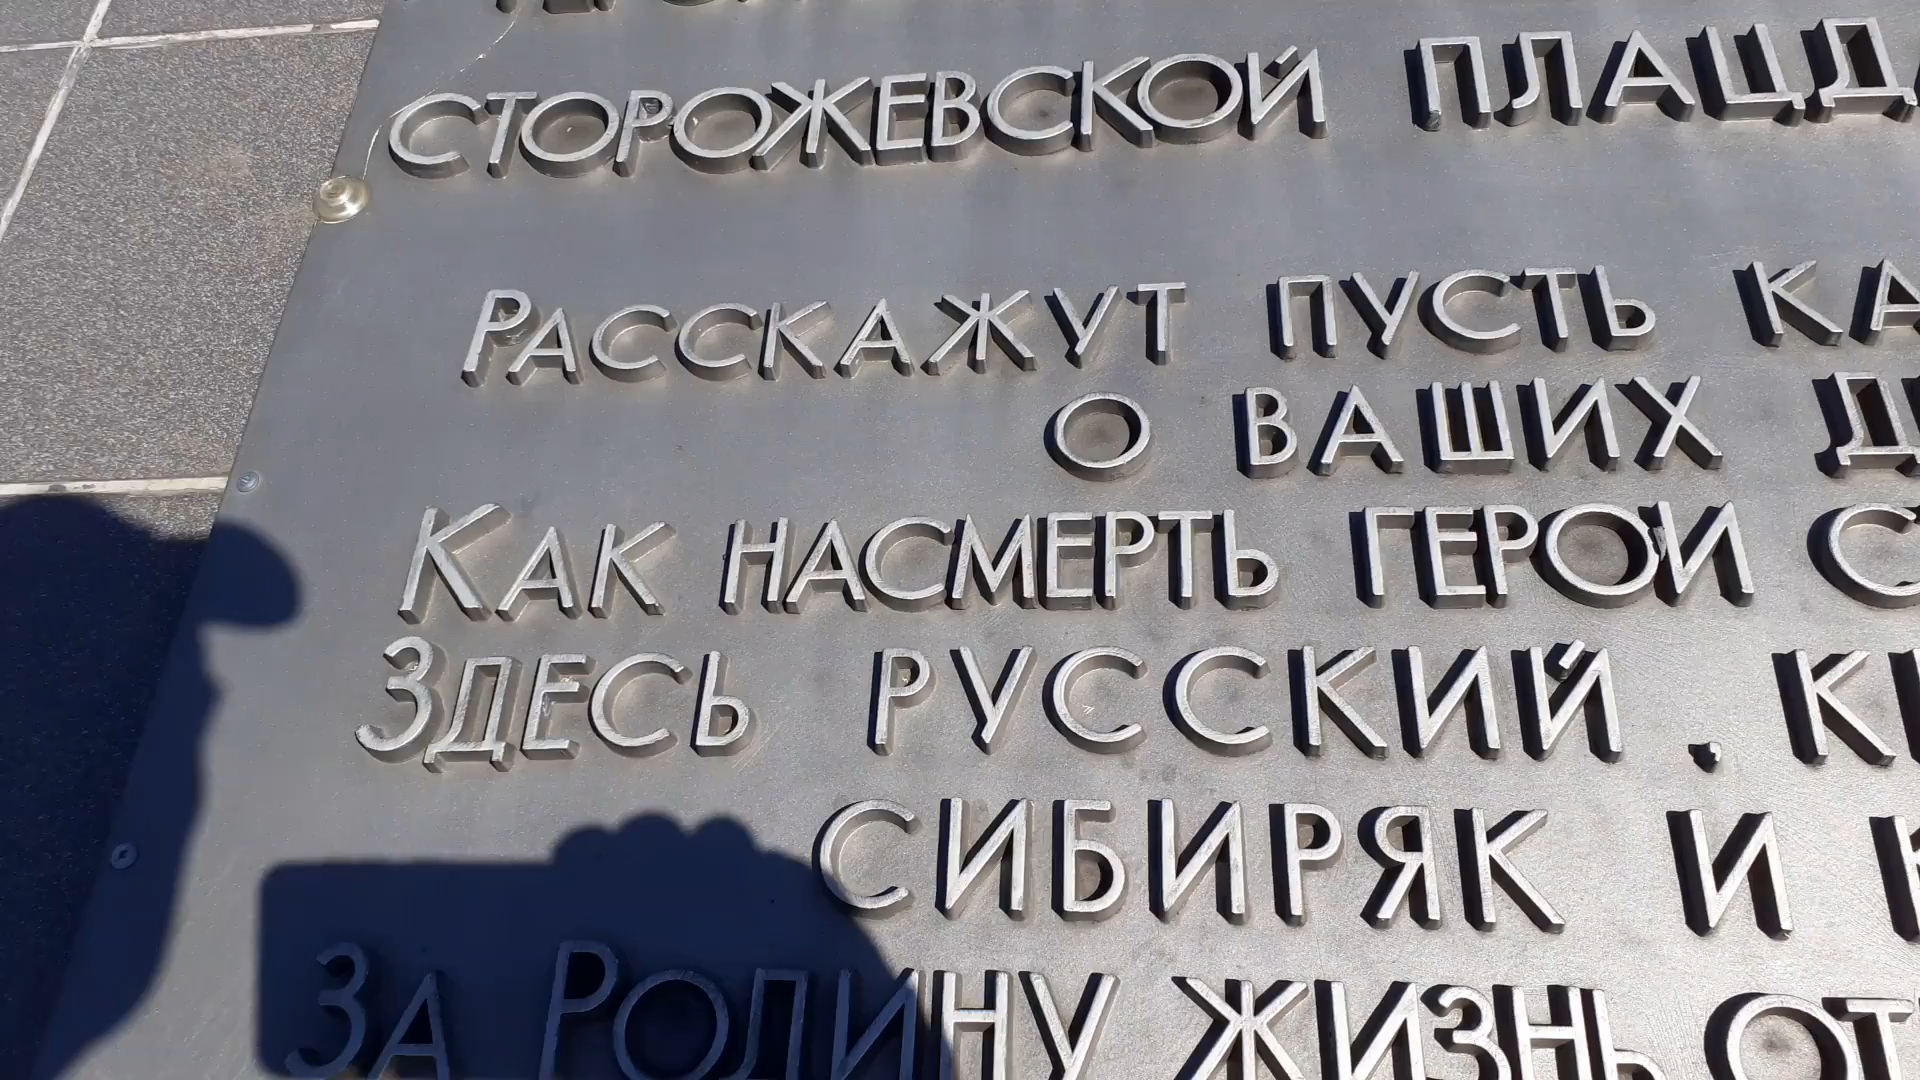 СТОРОЖЕВСКОЙ ПЛАЦД
РАССКАЖУТ ПУСТЬ КА
О ВАШИХ Д
КАК НАСМЕРТЬ ГЕРОИ С
ЗДЕСЬ РУССКИЙ, К
СИБИРЯК И К
ЗА РОДИНУ ЖИЗНЬ ОТ